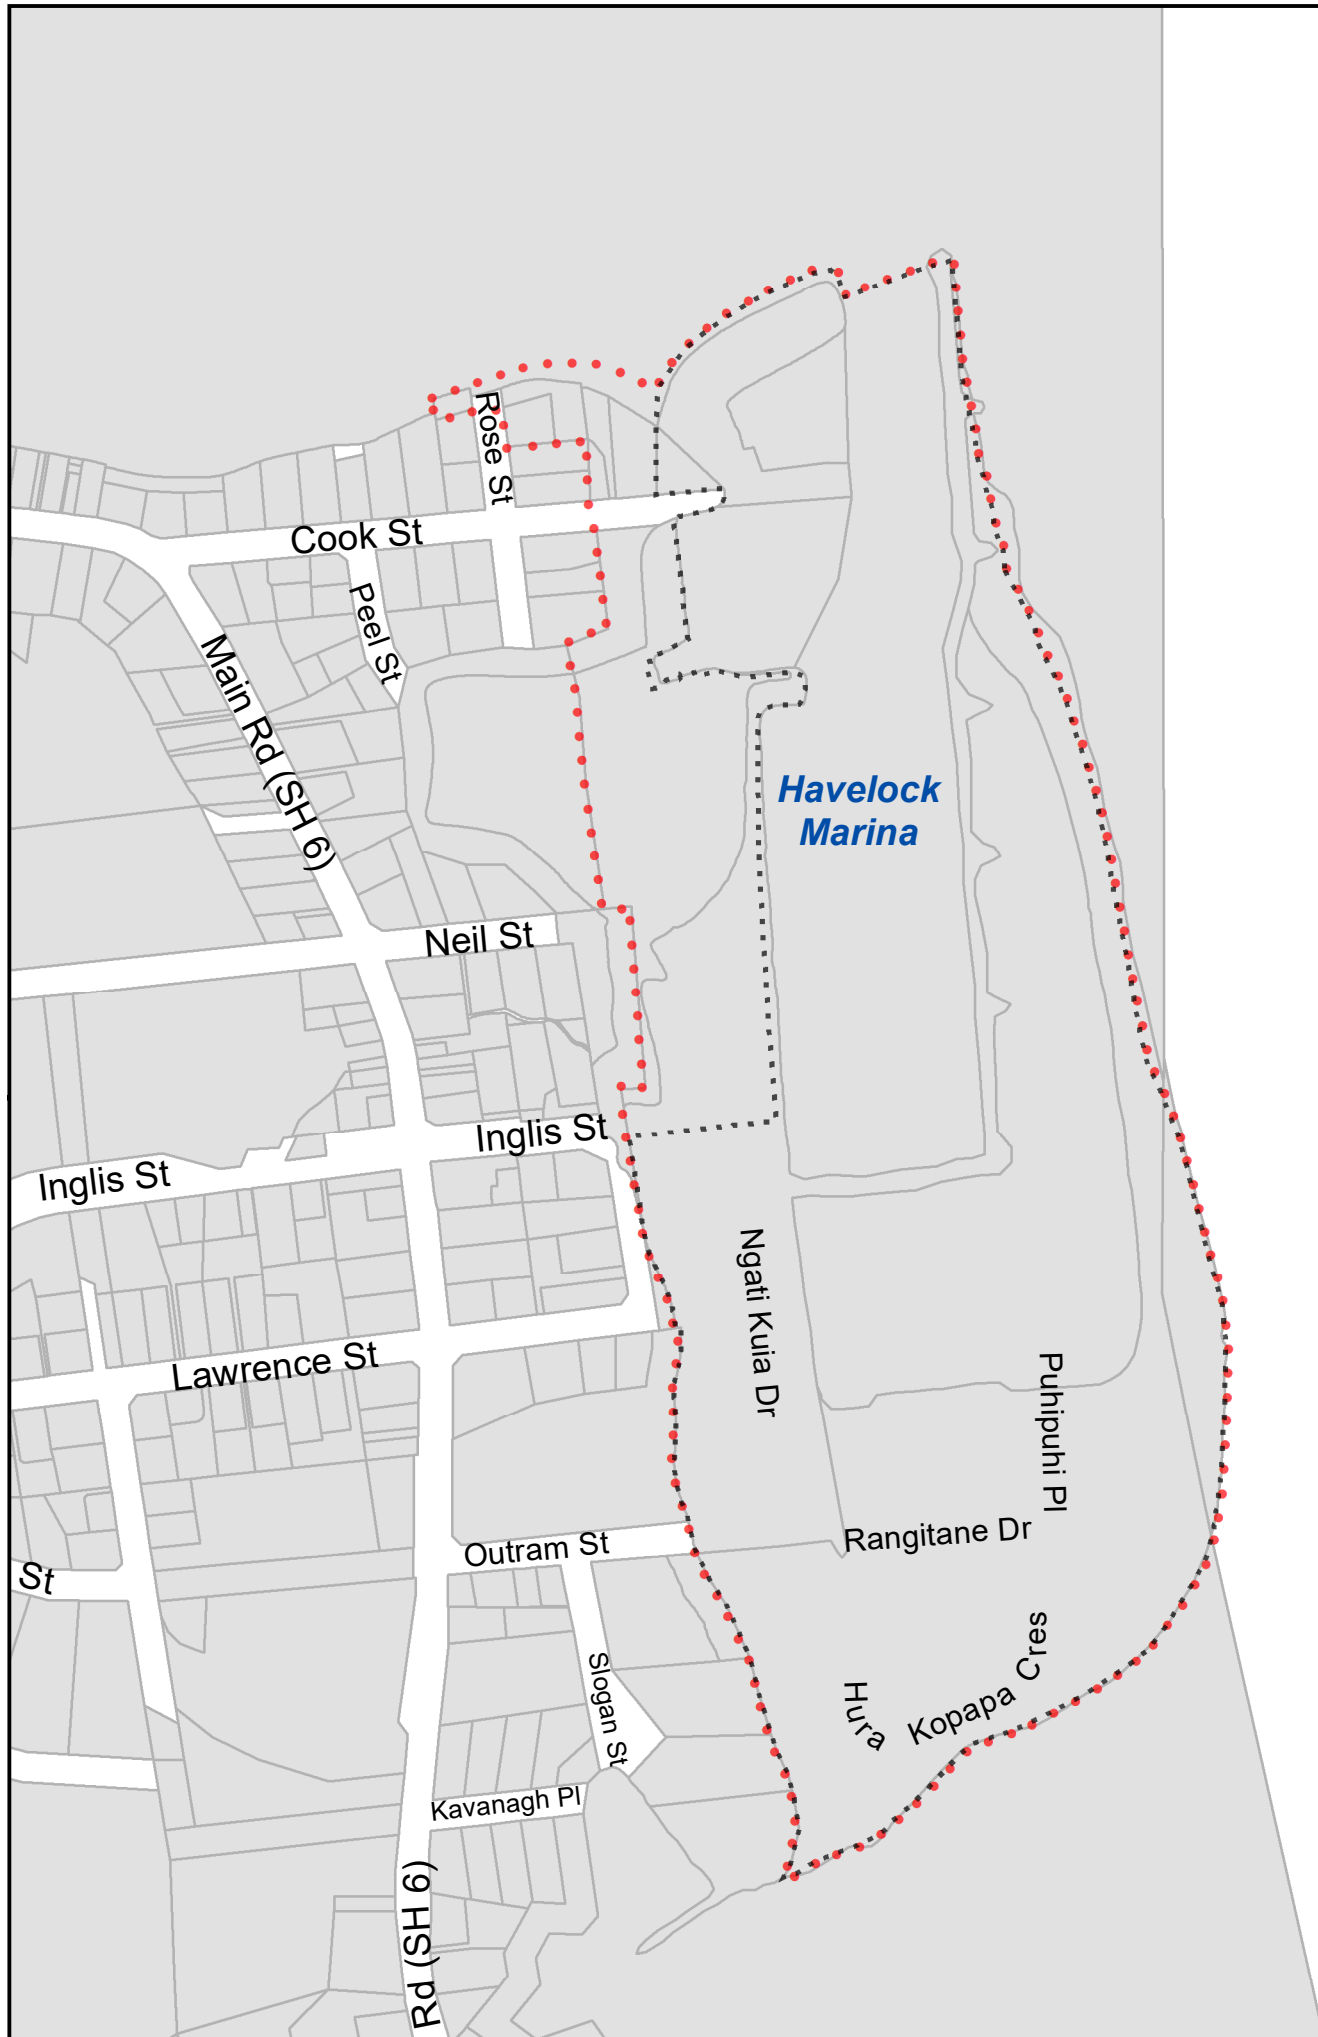 Rose St
Cook St
Peel St
Main Rd (SH 6)
Havelock
Marina
Neil St
Inglis St
Inglis St
Ngati Kuia Dr
Lawrence St
Puhipuhi Pl
Rangitane Dr
Outram St
St
Hura
Kopapa
Cres
Slogan St
Kavanagh Pl
Rd (SH 6)